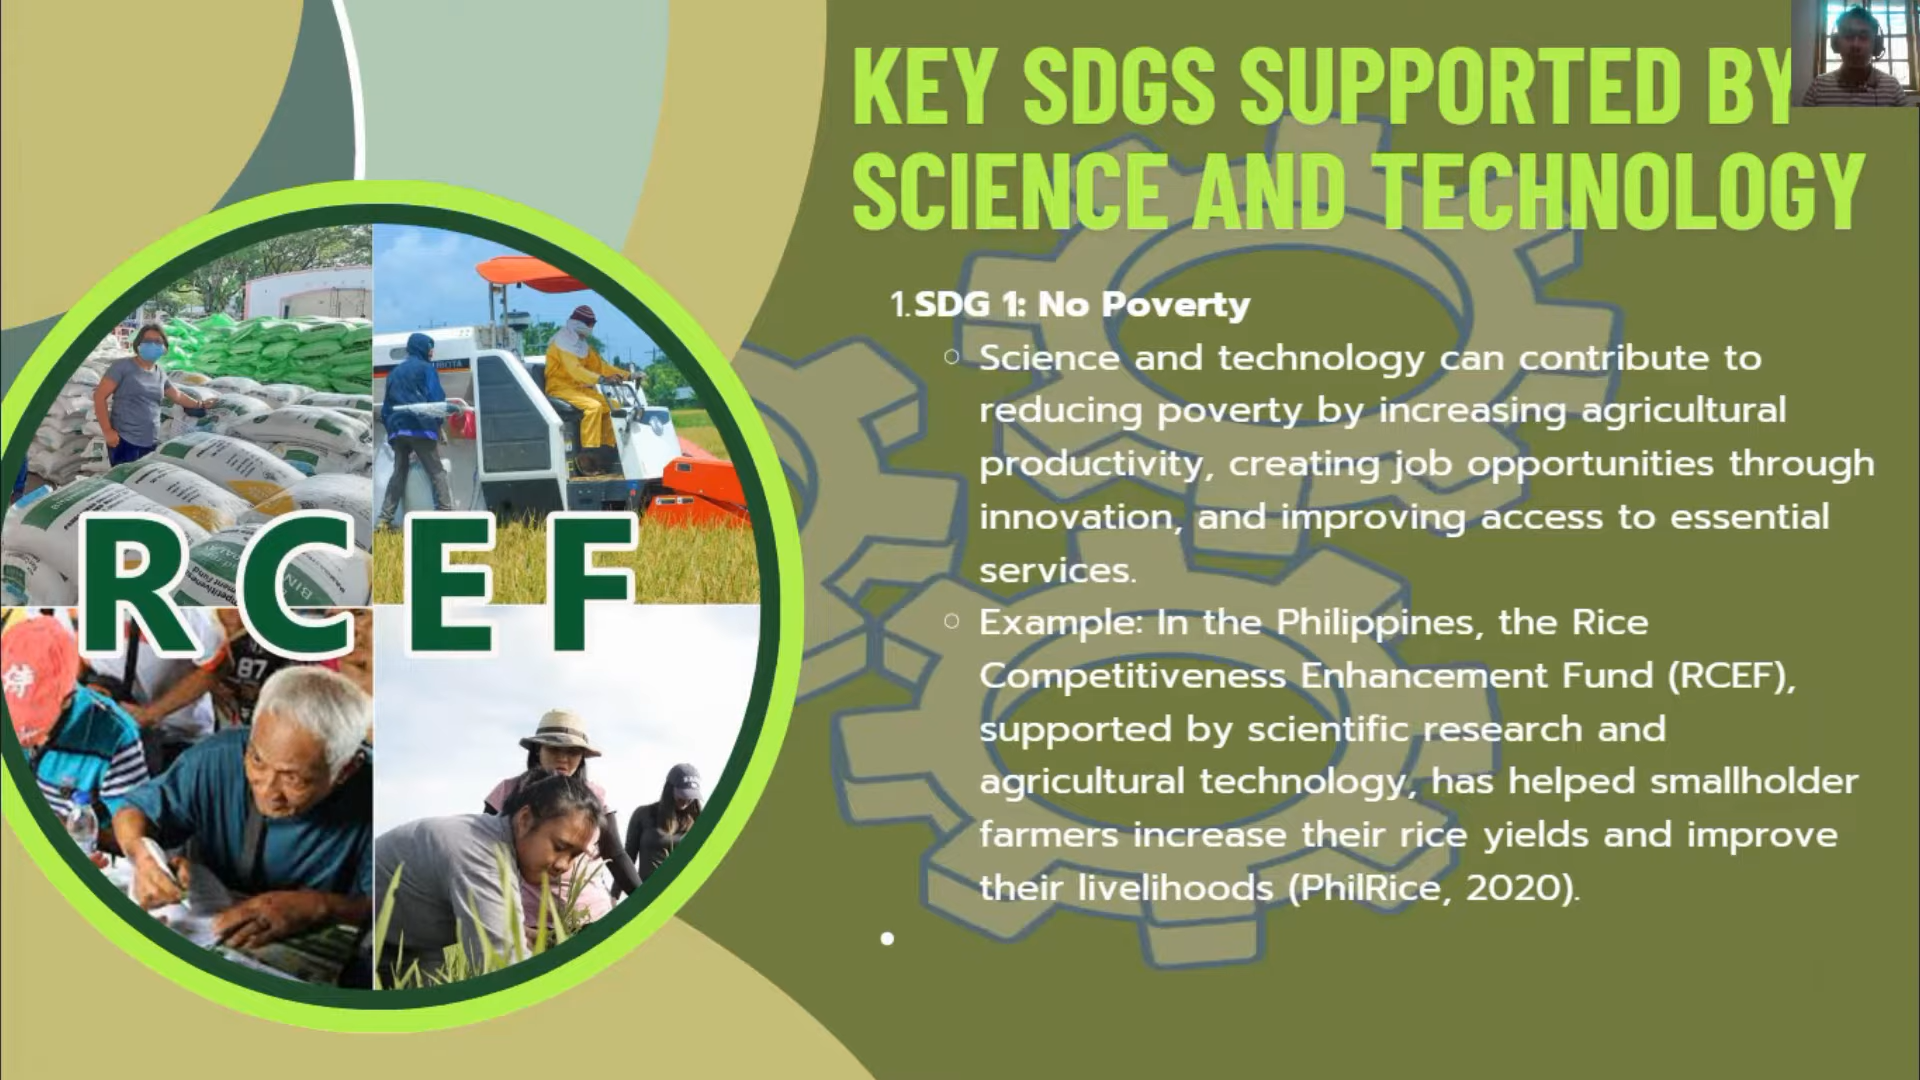 KEY SDGS SUPPORTED BY
SCIENCE AND TECHNOLOGY
1. SDG 1: No Poverty
○ Science and technology can contribute to
reducing poverty by increasing agricultural
productivity, creating job opportunities through
innovation, and improving access to essential
services.
○ Example: In the Philippines, the Rice
Competitiveness Enhancement Fund (RCEF),
supported by scientific research and
agricultural technology, has helped smallholder
farmers increase their rice yields and improve
their livelihoods (PhilRice, 2020).
•
RCEF
87